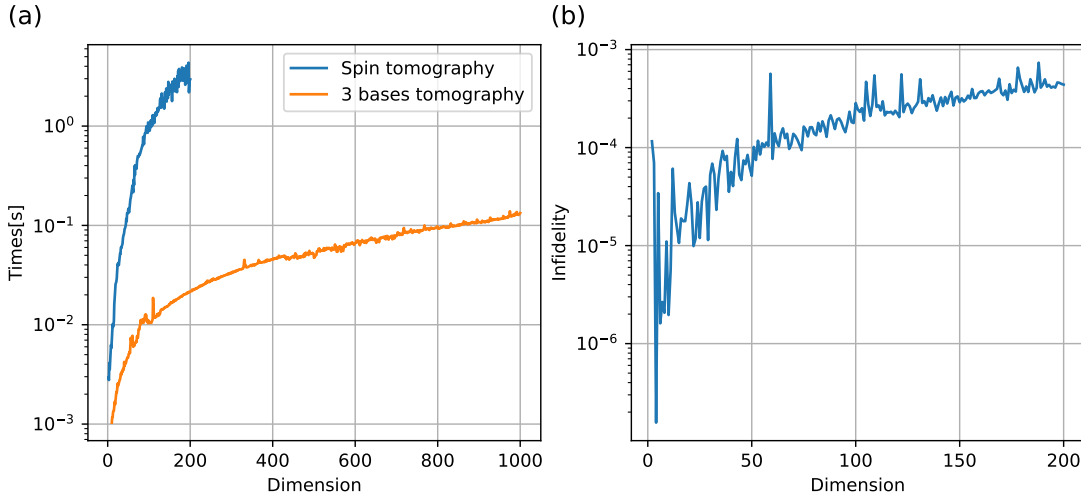 (a)
Times[s]
10^0
10^-1
10^-2
10^-3
Spin tomography
3 bases tomography
0 200 400 600 800 1000
Dimension
(b)
Infidelity
10^-3
10^-4
10^-5
10^-6
0 50 100 150 200
Dimension